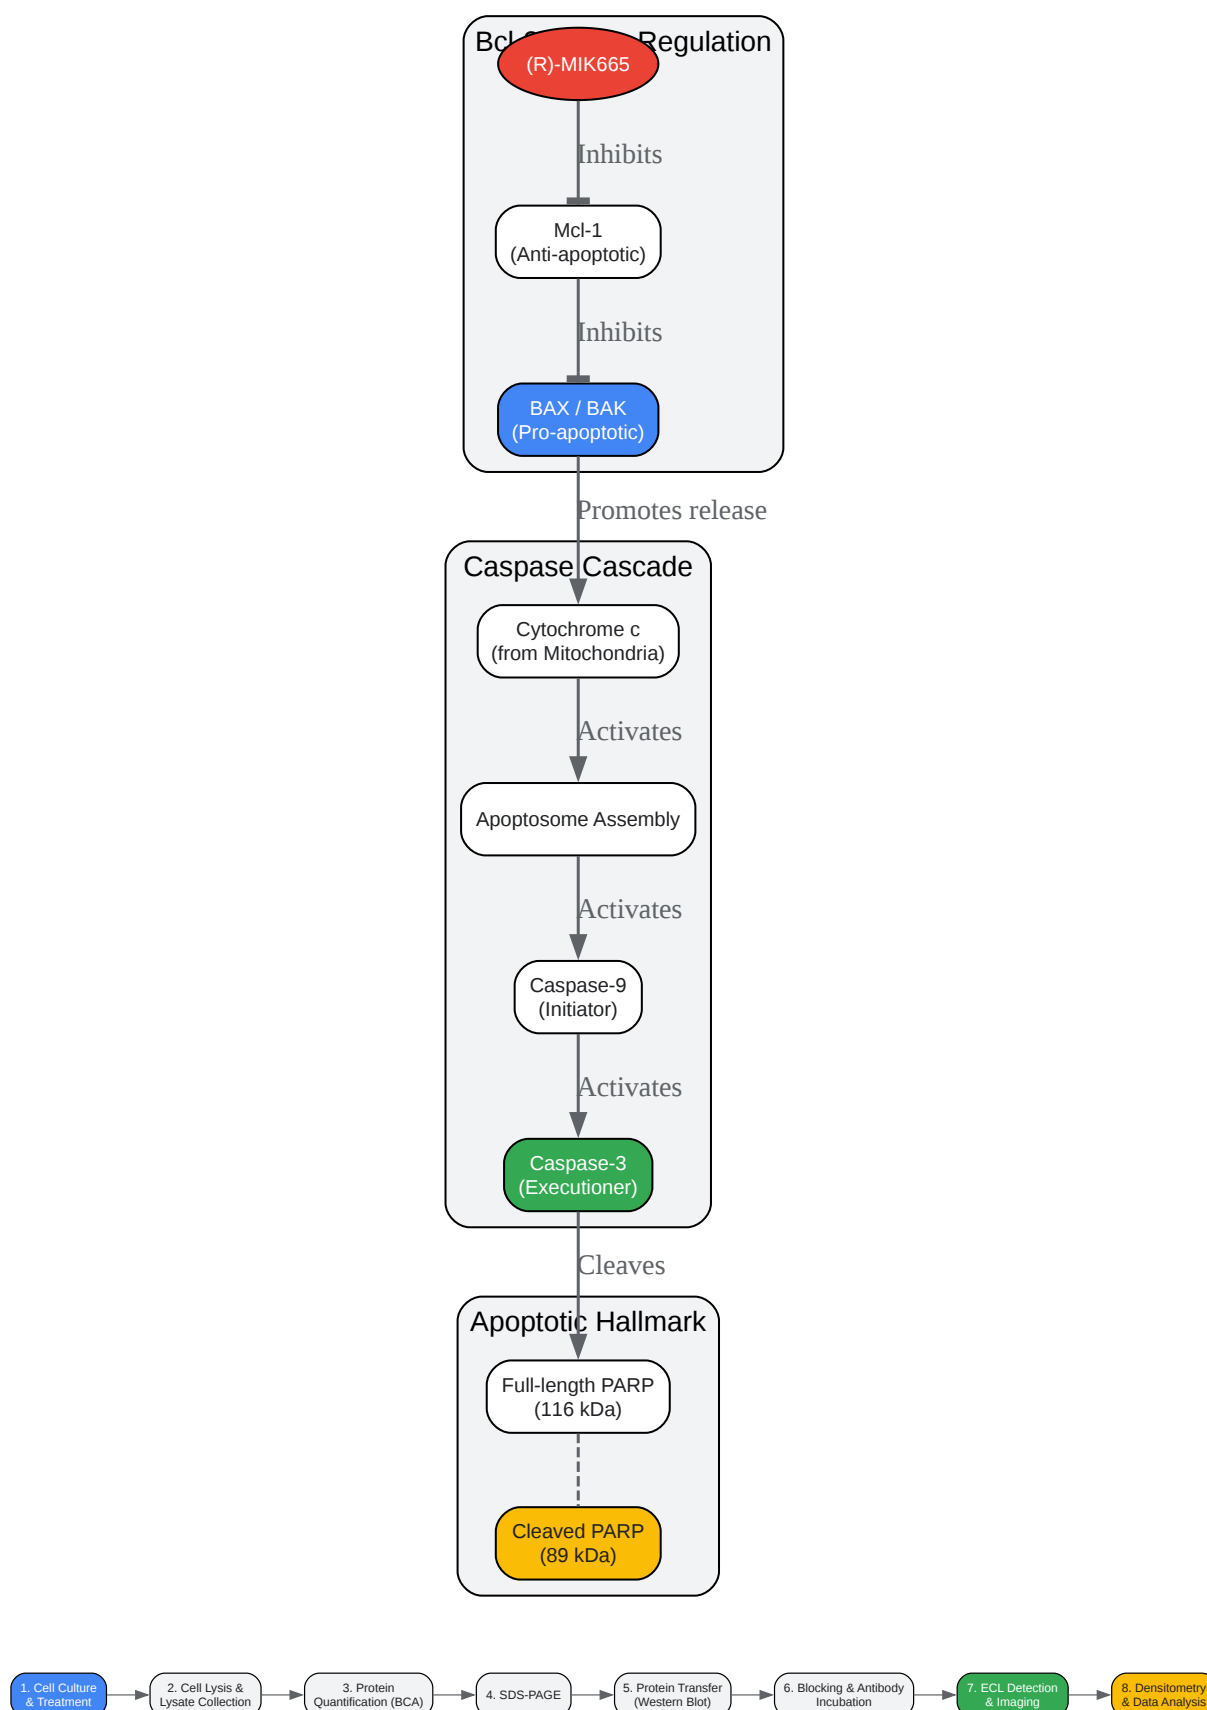 Bcl Regulation
(R)-MIK665
Inhibits
Mcl-1
(Anti-apoptotic)
Inhibits
BAX / BAK
(Pro-apoptotic)
Promotes release
Caspase Cascade
Cytochrome c
(from Mitochondria)
Activates
Apoptosome Assembly
Activates
Caspase-9
(Initiator)
Activates
Caspase-3
(Executioner)
Cleaves
Apoptotic Hallmark
Full-length PARP
(116 kDa)
Cleaved PARP
(89 kDa)
1. Cell Culture
& Treatment
2. Cell Lysis &
Lysate Collection
3. Protein
Quantification (BCA)
4. SDS-PAGE
5. Protein Transfer
(Western Blot)
6. Blocking & Antibody
Incubation
7. ECL Detection
& Imaging
8. Densitometry
& Data Analysis